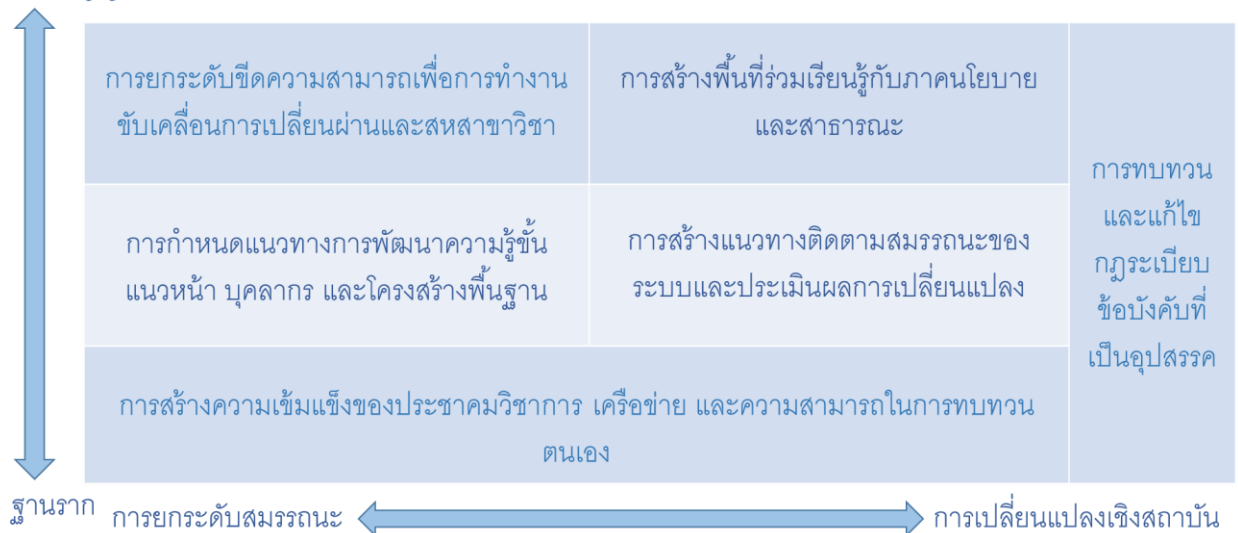 การยกระดับขีดความสามารถเพื่อการทำงาน
ขับเคลื่อนการเปลี่ยนผ่านและสหสาขาวิชา
การสร้างพื้นที่ร่วมเรียนรู้กับภาคนโยบาย
และสาธารณะ
การกำหนดแนวทางการพัฒนาความรู้ขั้น
แนวหน้า บุคลากร และโครงสร้างพื้นฐาน
การสร้างแนวทางติดตามสมรรถนะของ
ระบบและประเมินผลการเปลี่ยนแปลง
การสร้างความเข้มแข็งของประชาคมวิชาการ เครือข่าย และความสามารถในการทบทวน
ตนเอง
การทบทวน
และแก้ไข
กฎระเบียบ
ข้อบังคับที่
เป็นอุปสรรค
ฐานราก
การยกระดับสมรรถนะ
การเปลี่ยนแปลงเชิงสถาบัน